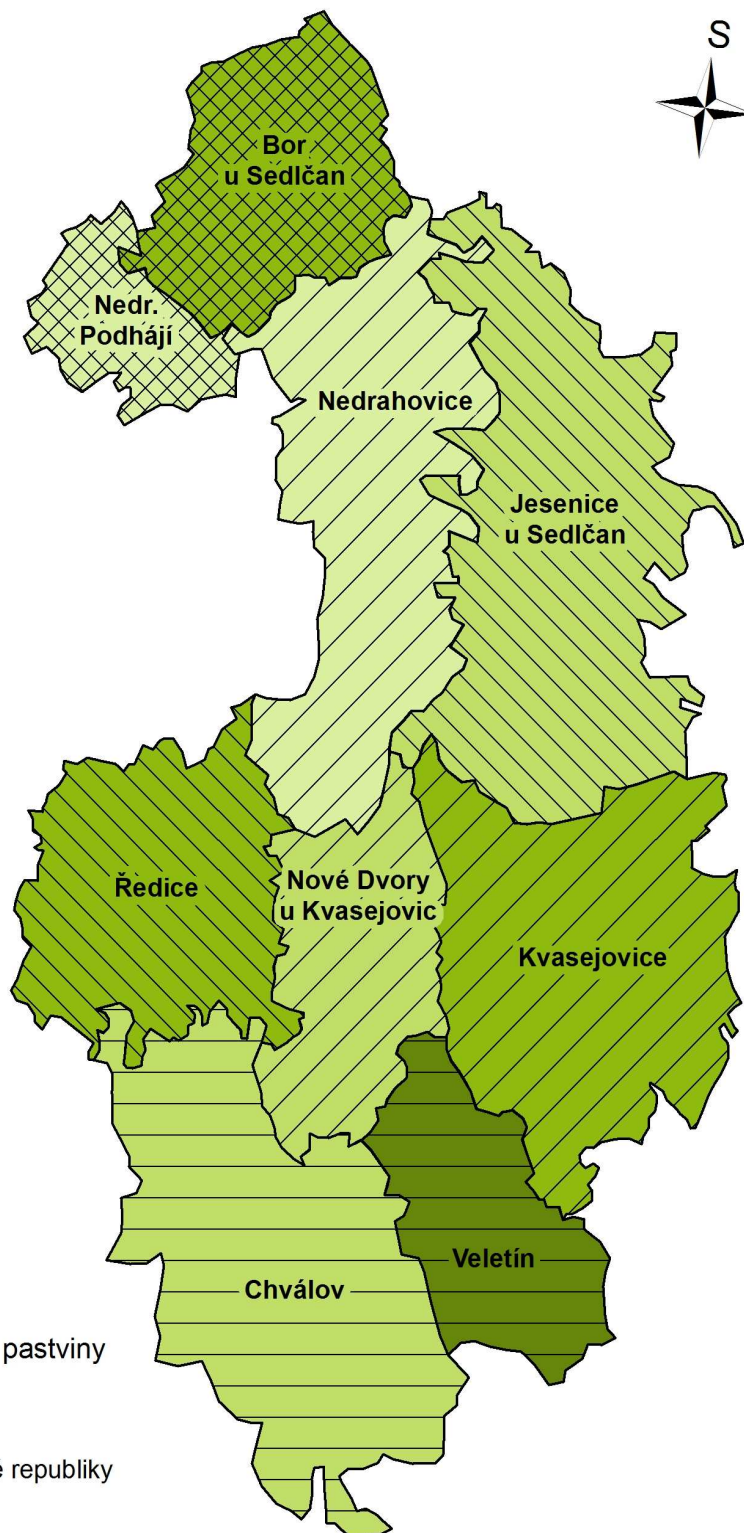 S
Bor
u Sedlčan
Nedr.
Podhájí
Nedrahovice
Jesenice
u Sedlčan
Ředice
Nové Dvory
u Kvasejovic
Kvasejovice
Veletín
Chválov
pastviny
republiky